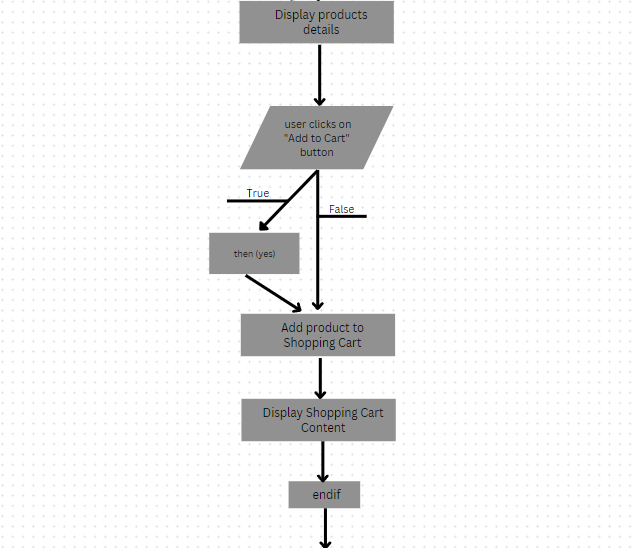 Display products
details
user clicks on
"Add to Cart"
button
True
False
then (yes)
Add product to
Shopping Cart
Display Shopping Cart
Content
endif